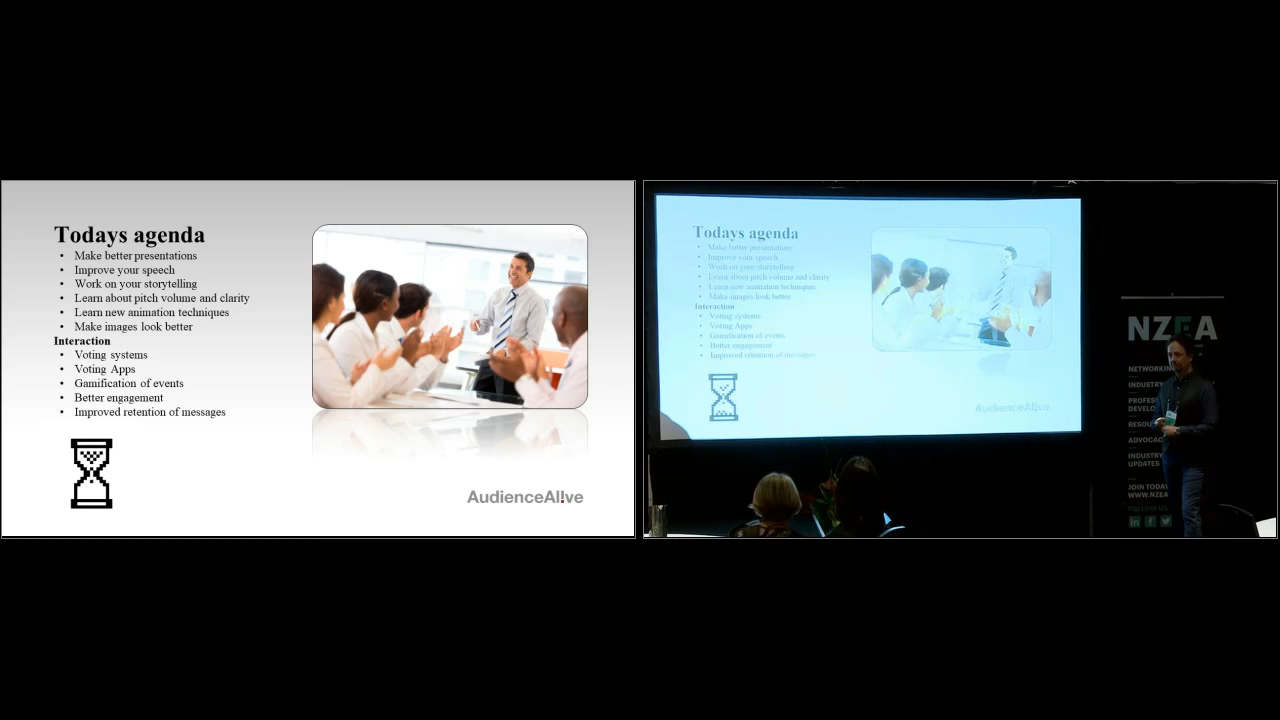 Todays agenda
• Make better presentations
• Improve your speech
• Work on your storytelling
• Learn about pitch volume and clarity
• Learn new animation techniques
• Make images look better
Interaction
• Voting systems
• Voting Apps
• Gamification of events
• Better engagement
• Improved retention of messages
AudienceAl!ve
Todays agenda
• Make better presentations
• Improve your speech
• Work on your storytelling
• Learn about pitch volume and clarity
• Learn new animation techniques
• Make images look better
Interaction
• Voting systems
• Voting Apps
• Gamification of events
• Better engagement
• Improved retention of messages
AudienceAl!ve
NZEA
NETWORKIN
INDUSTRY
PROFES
DEVELO
RESOU
ADVOCAC
INDUSTRY
UPDATES
JOIN TODAY
WWW.NZEA
FOLLOW US